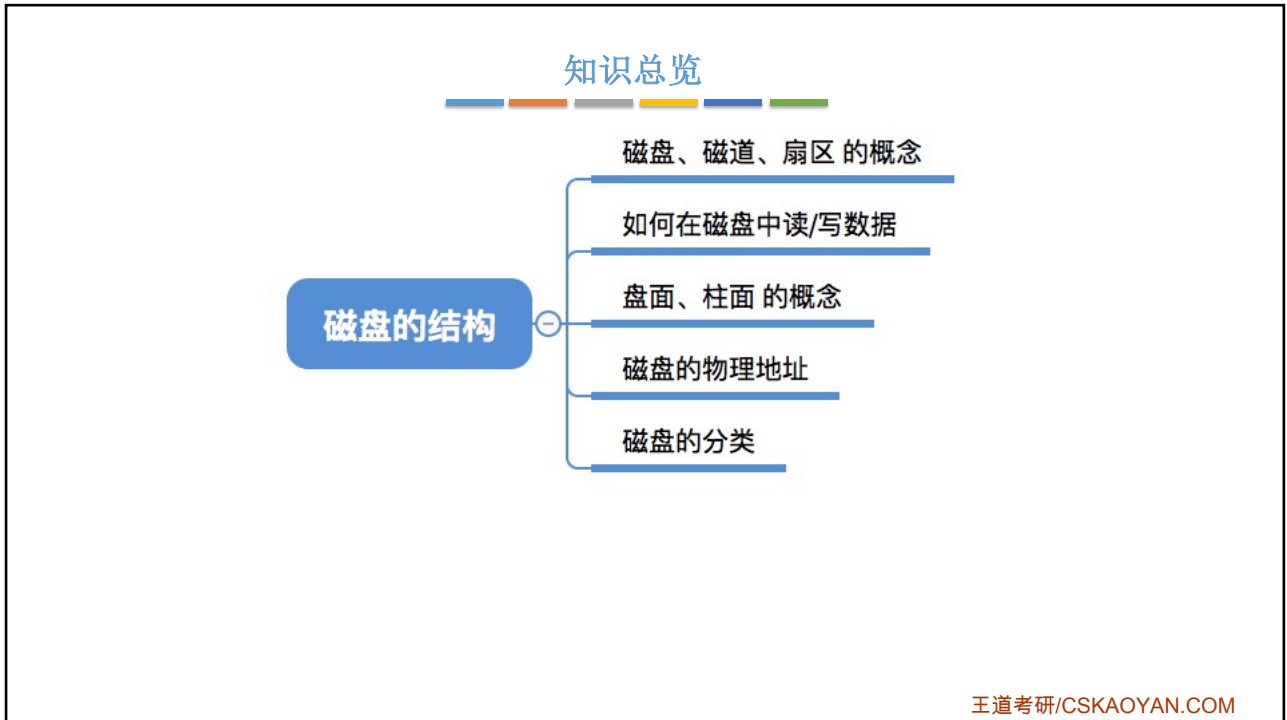 知识总览
磁盘、磁道、扇区 的概念
如何在磁盘中读/写数据
盘面、柱面 的概念
磁盘的结构
磁盘的物理地址
磁盘的分类
王道考研/CSKAOYAN.COM